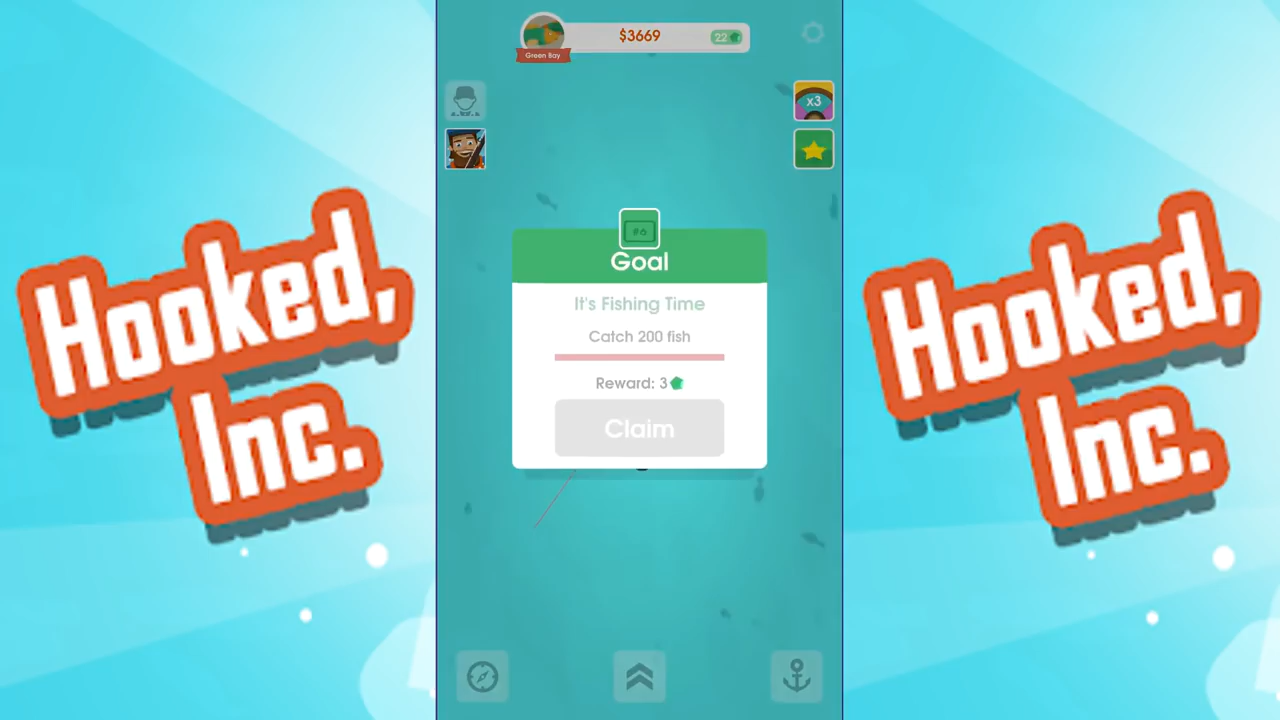 $3669
22
Green Bay
x3
#6
Goal
It's Fishing Time
Catch 200 fish
Reward: 3
Claim
Hooked,
Inc.
Hooked,
Inc.